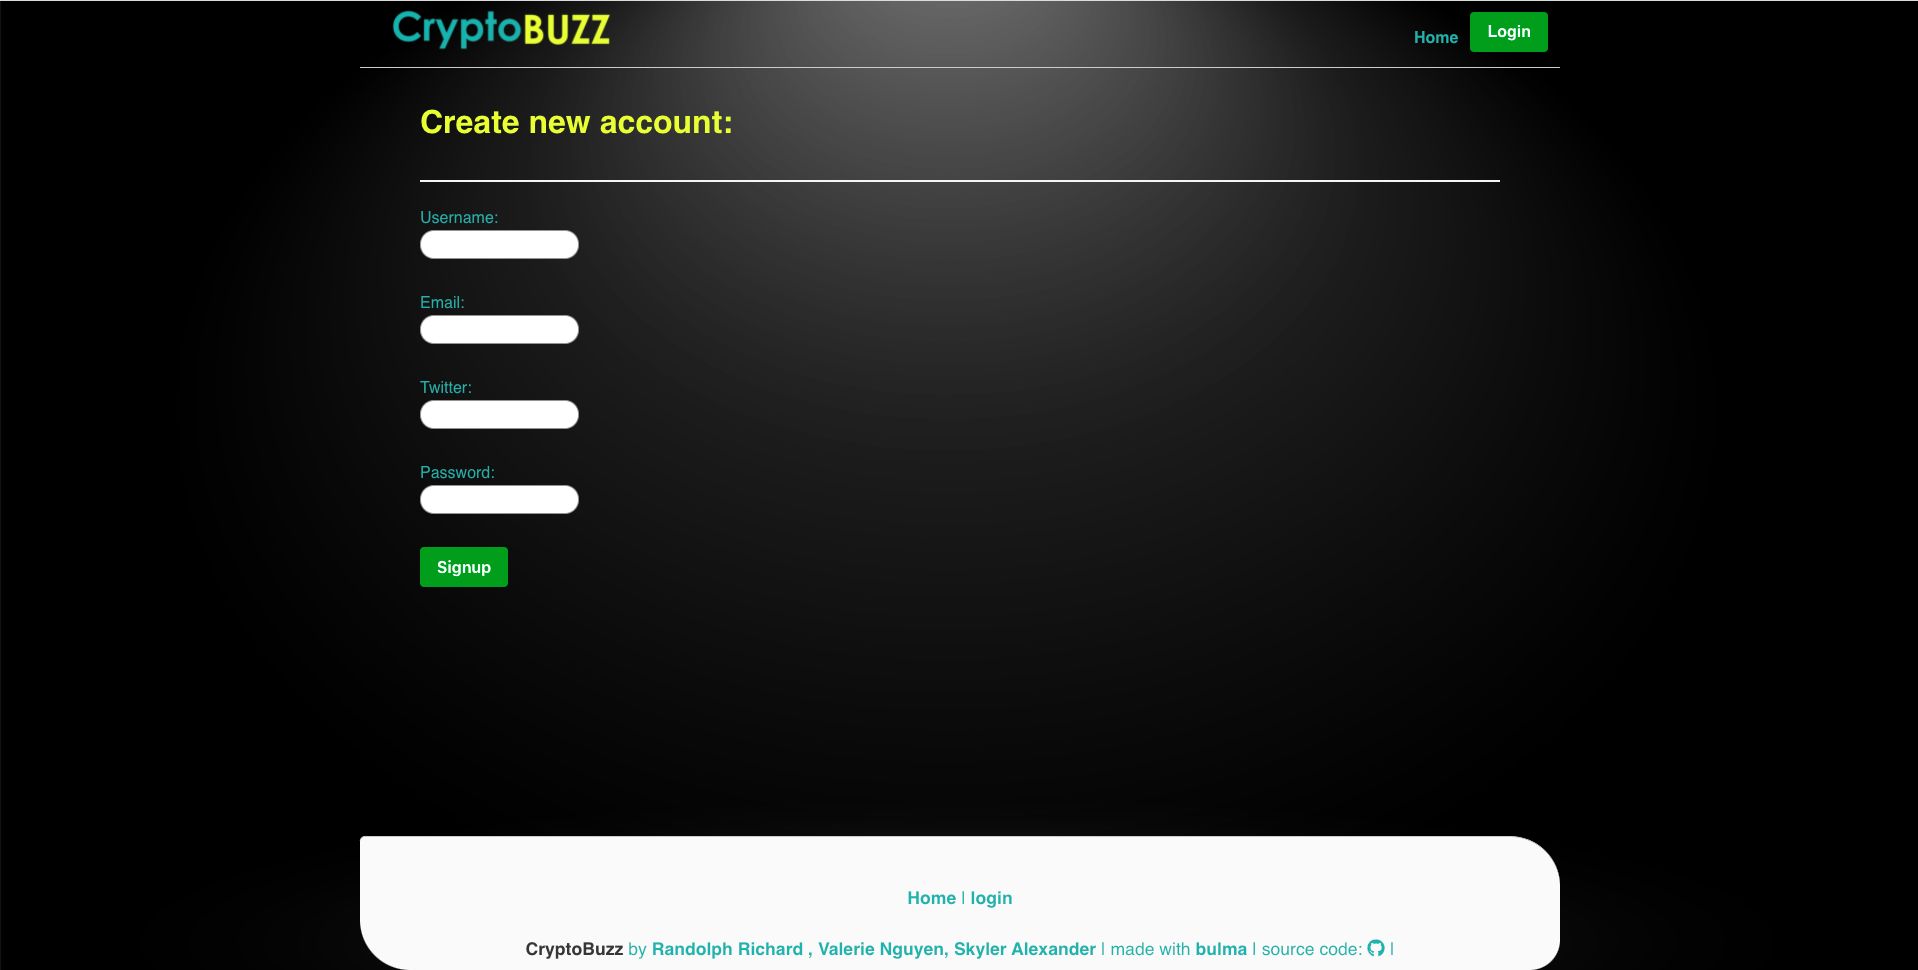 CryptoBUZZ
Home Login
Create new account:
Username:
Email:
Twitter:
Password:
Signup
Home | login
CryptoBuzz by Randolph Richard , Valerie Nguyen, Skyler Alexander | made with bulma | source code: |